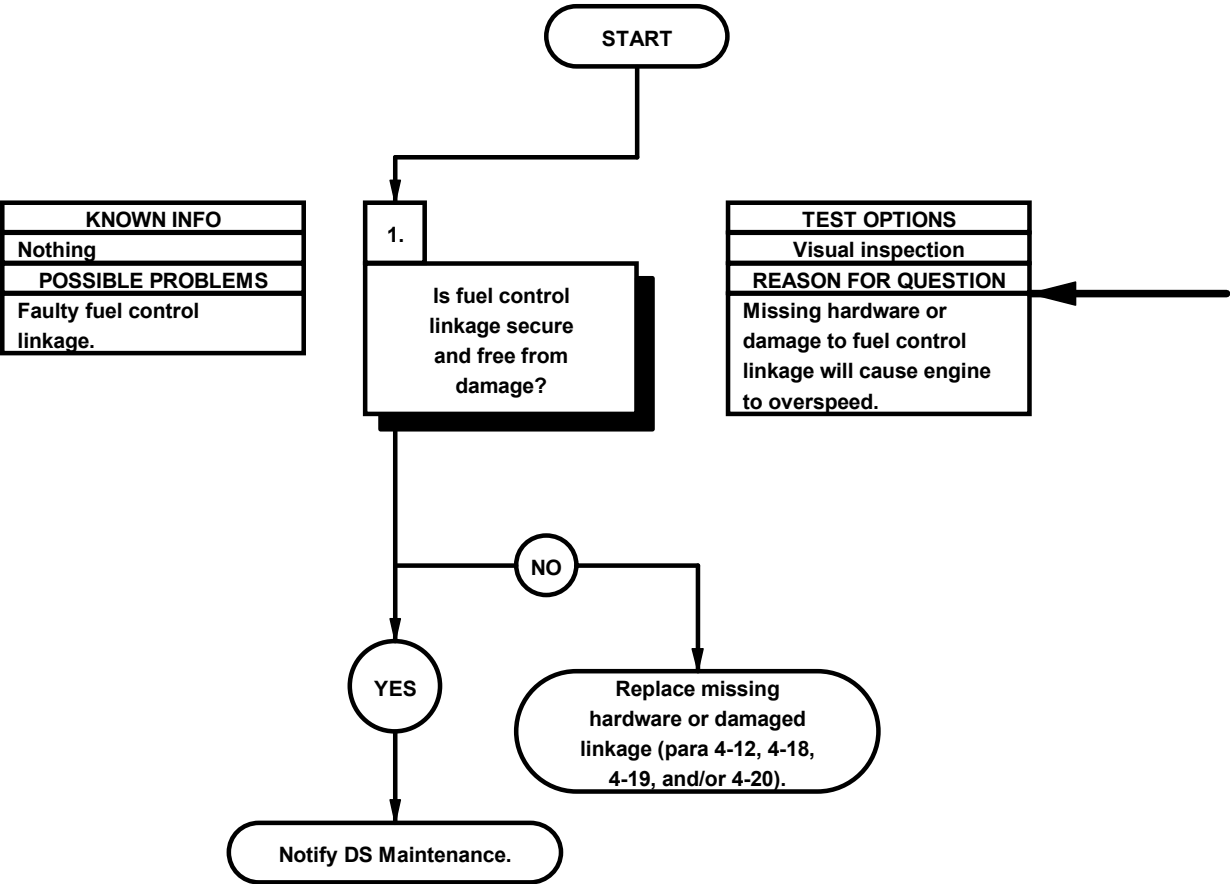 START
KNOWN INFO
Nothing
POSSIBLE PROBLEMS
Faulty fuel control
linkage.
1.
Is fuel control
linkage secure
and free from
damage?
TEST OPTIONS
Visual inspection
REASON FOR QUESTION
Missing hardware or
damage to fuel control
linkage will cause engine
to overspeed.
NO
YES
Replace missing
hardware or damaged
linkage (para 4-12, 4-18,
4-19, and/or 4-20).
Notify DS Maintenance.